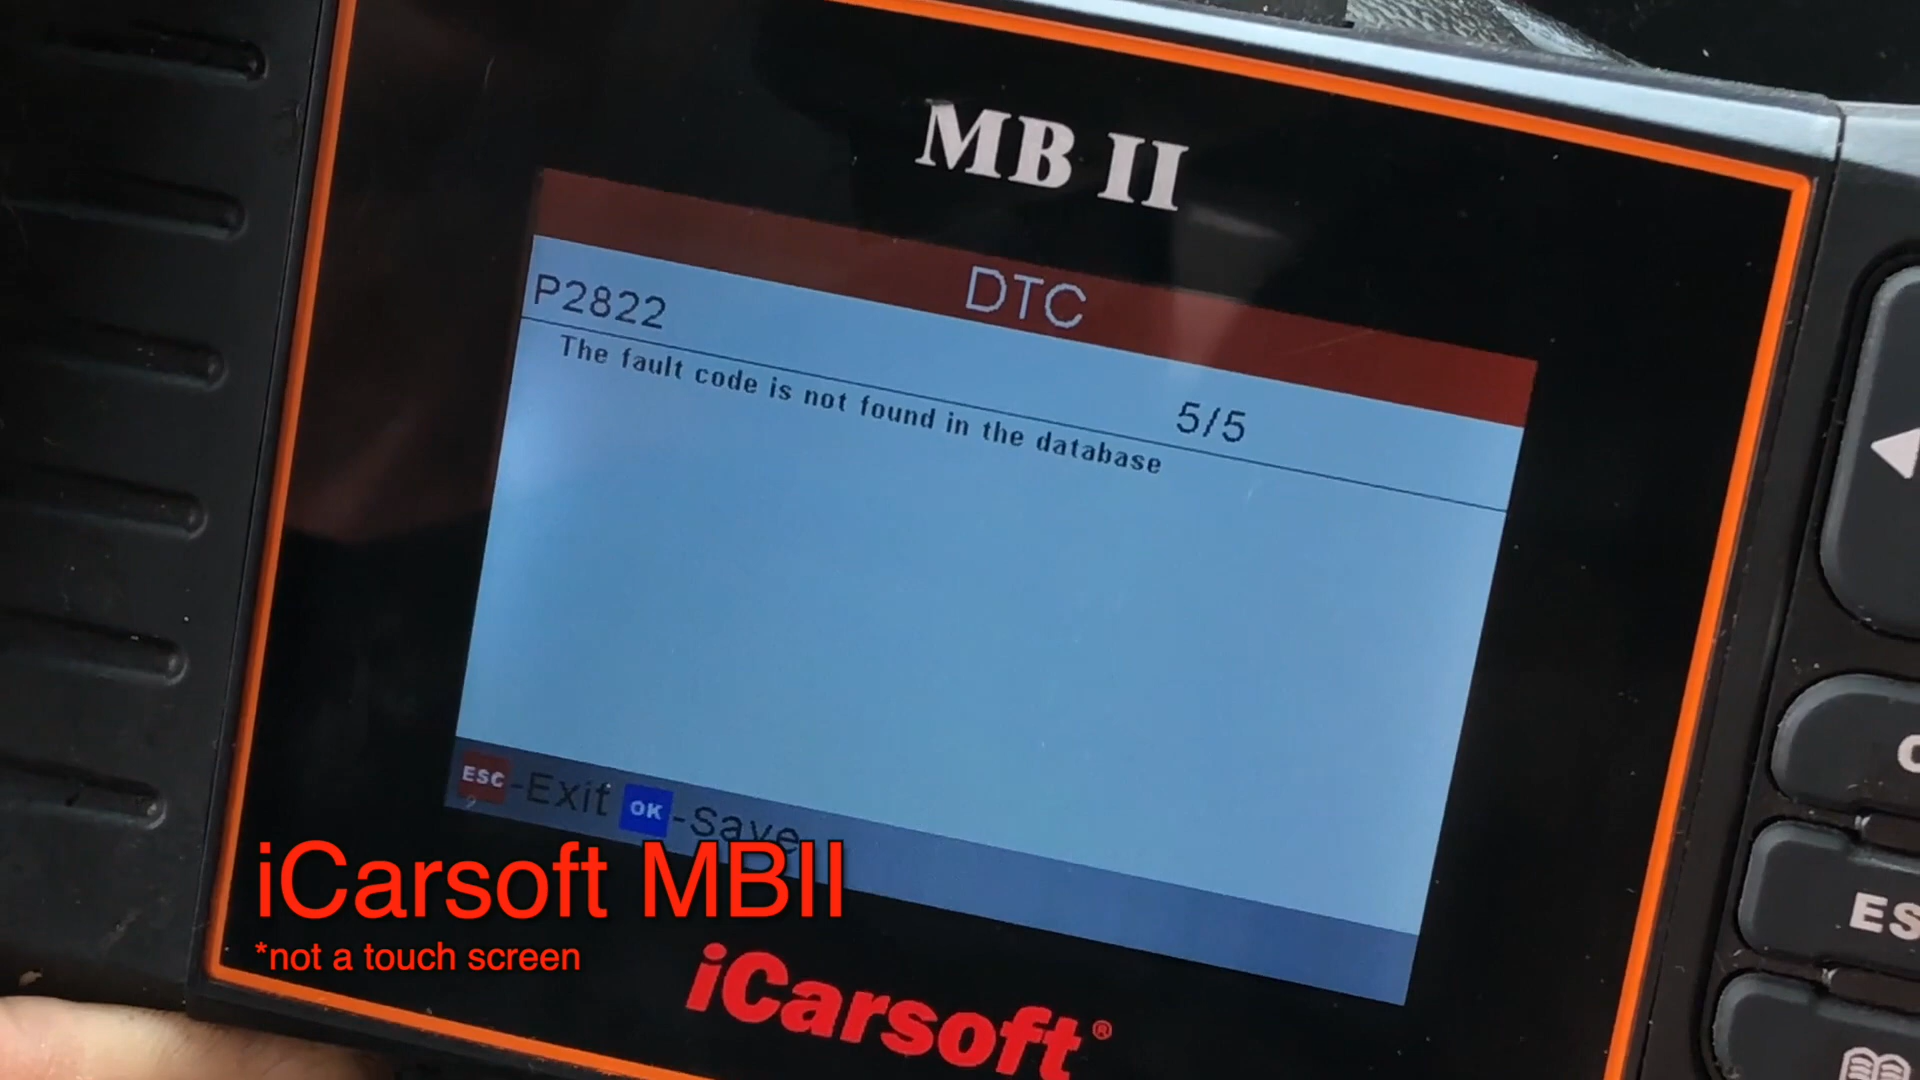 MB II
DTC
P2822
5/5
The fault code is not found in the database
ESC -Exit OK -Save
iCarsoft MBII
*not a touch screen
iCarsoft®
ES